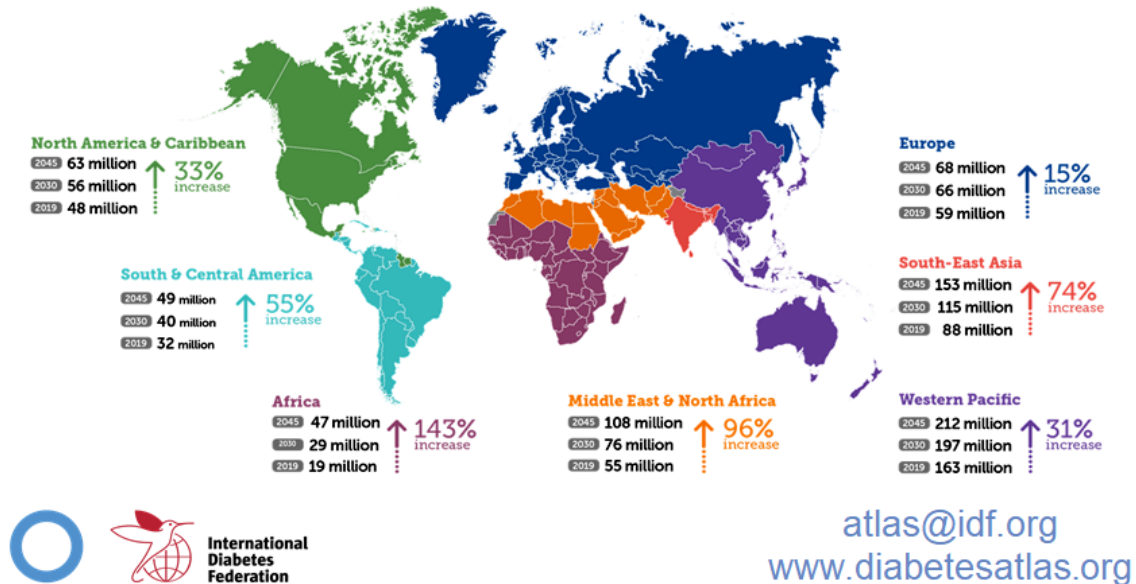 North America & Caribbean
2045 63 million
2030 56 million
2019 48 million
33%
increase
South & Central America
2045 49 million
2030 40 million
2019 32 million
55%
increase
Africa
2045 47 million
2030 29 million
2019 19 million
143%
increase
Middle East & North Africa
2045 108 million
2030 76 million
2019 55 million
96%
increase
Europe
2045 68 million
2030 66 million
2019 59 million
15%
increase
South-East Asia
2045 153 million
2030 115 million
2019 88 million
74%
increase
Western Pacific
2045 212 million
2030 197 million
2019 163 million
31%
increase
International
Diabetes
Federation
atlas@idf.org
www.diabetesatlas.org